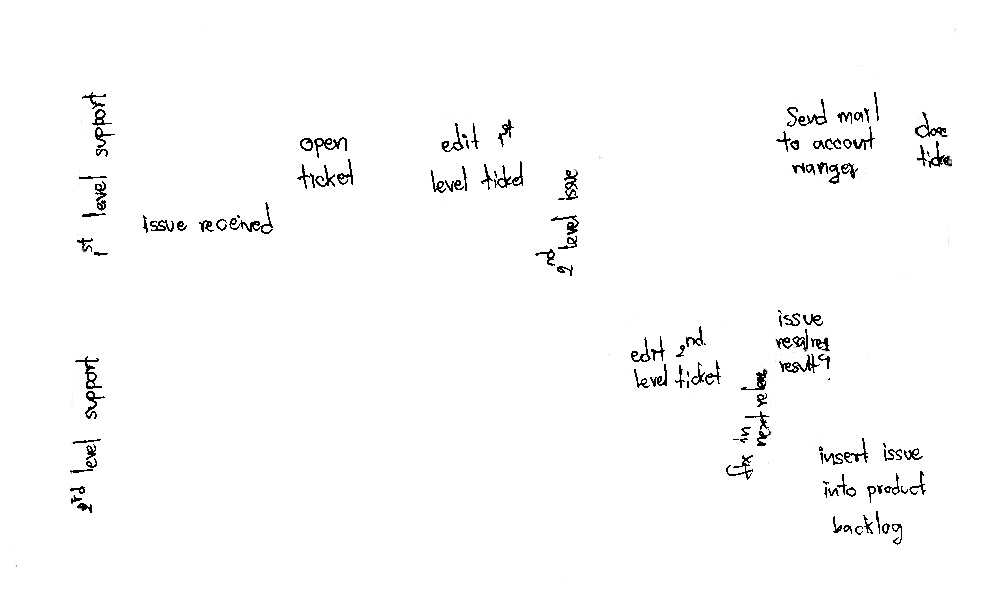 1st level support
issue received
open
ticket
edit 1st
level ticket
2nd level issue
Send mail
to account
manger
close
ticke
2nd level support
edit 2nd
level ticket
issue
result?
fix in
next release
insert issue
into product
backlog